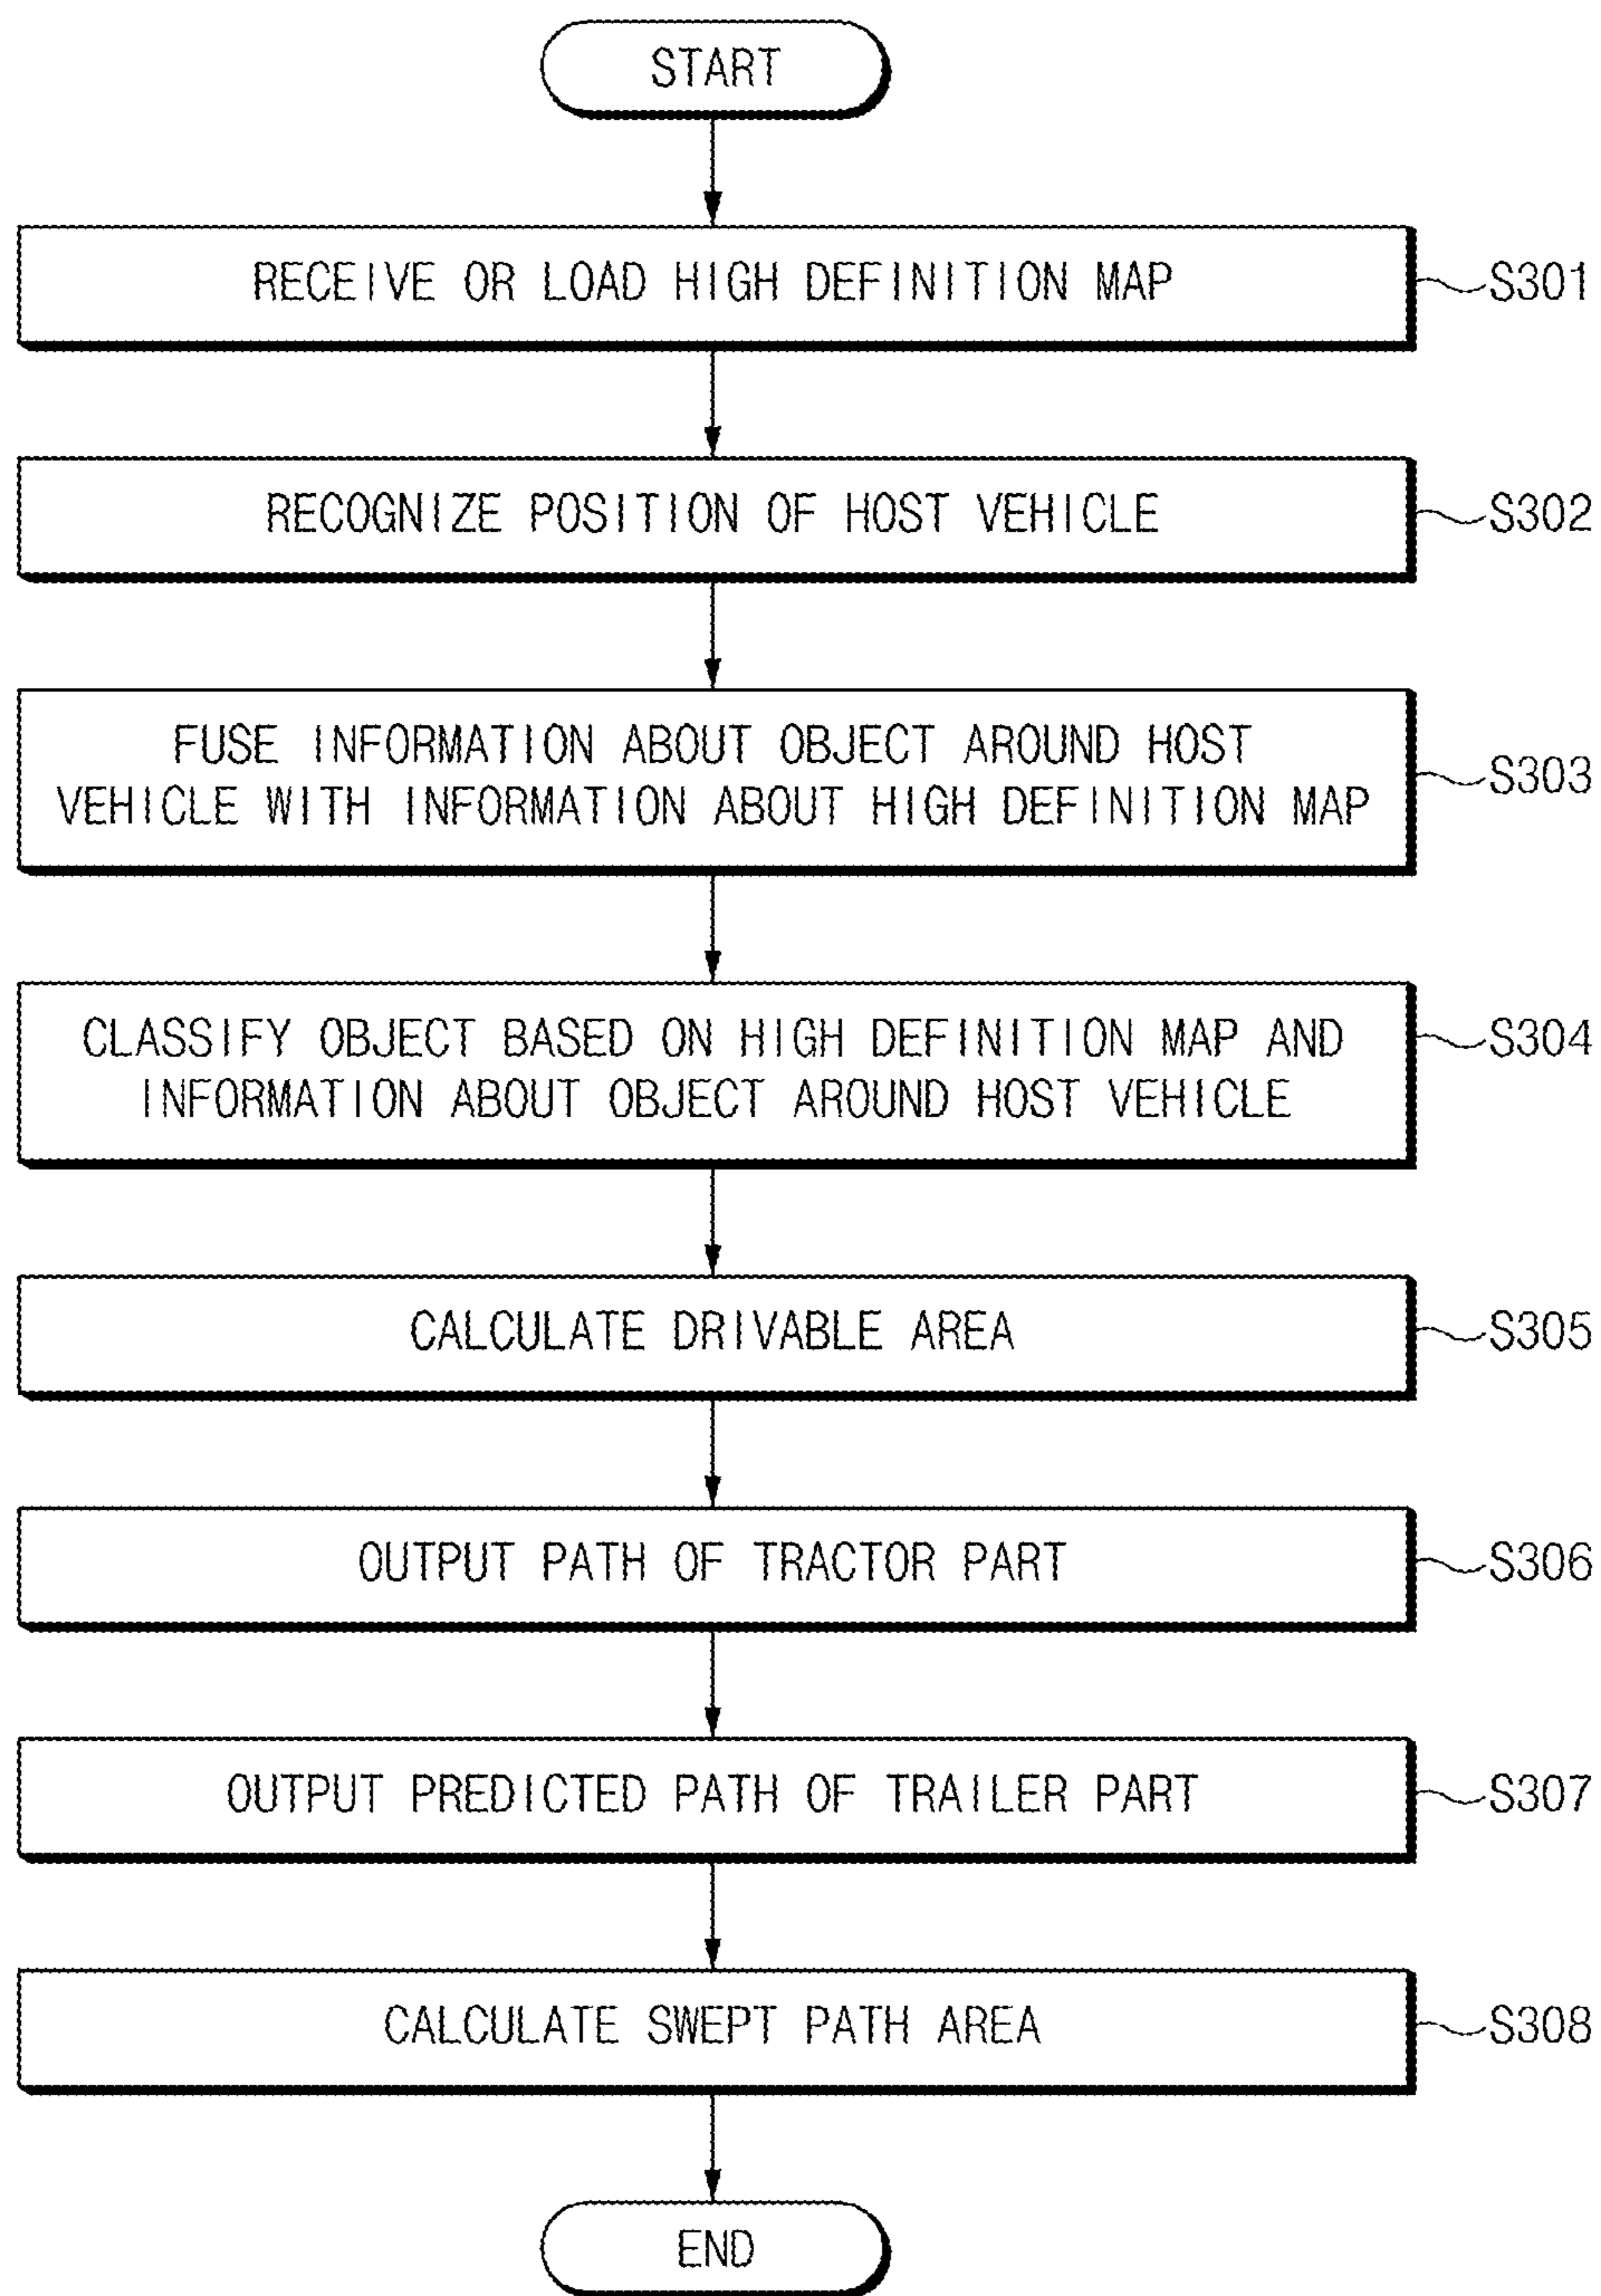 START
RECEIVE OR LOAD HIGH DEFINITION MAP
S301
RECOGNIZE POSITION OF HOST VEHICLE
S302
FUSE INFORMATION ABOUT OBJECT AROUND HOST
VEHICLE WITH INFORMATION ABOUT HIGH DEFINITION MAP
S303
CLASSIFY OBJECT BASED ON HIGH DEFINITION MAP AND
INFORMATION ABOUT OBJECT AROUND HOST VEHICLE
S304
CALCULATE DRIVABLE AREA
S305
OUTPUT PATH OF TRACTOR PART
S306
OUTPUT PREDICTED PATH OF TRAILER PART
S307
CALCULATE SWEPT PATH AREA
S308
END